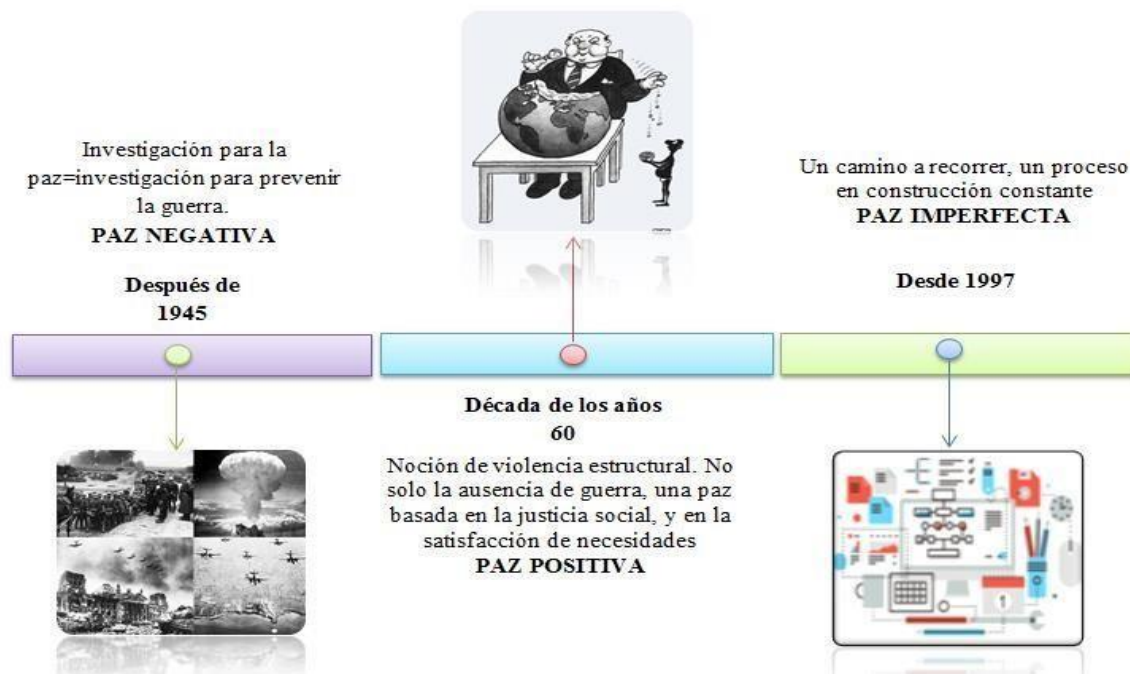 Investigación para la
paz=investigación para prevenir
la guerra.
PAZ NEGATIVA
Después de
1945
Década de los años
60
Noción de violencia estructural. No
solo la ausencia de guerra, una paz
basada en la justicia social, y en la
satisfacción de necesidades
PAZ POSITIVA
Un camino a recorrer, un proceso
en construcción constante
PAZ IMPERFECTA
Desde 1997
1